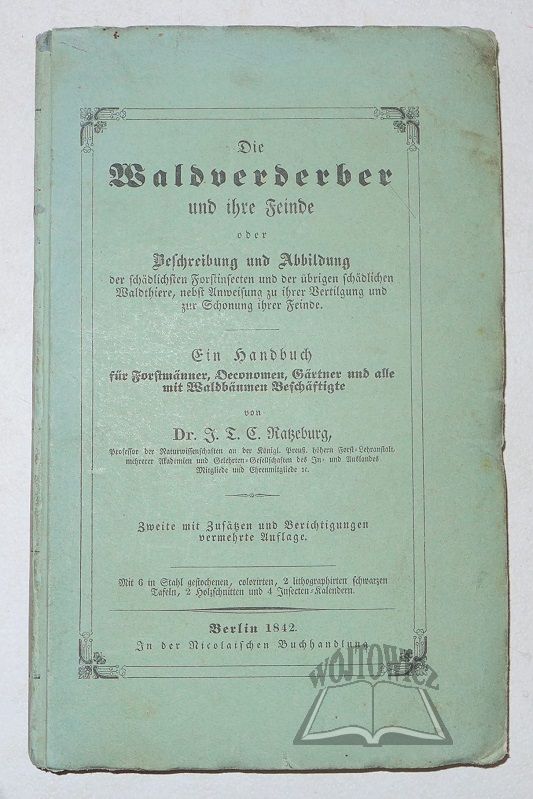 Die
Waldverderber
und ihre Feinde
oder
Beschreibung und Abbildung
der schädlichsten Forstinsecten und der übrigen schädlichen
Waldthiere, nebst Anweisung zu ihrer Vertilgung und
zur Schonung ihrer Feinde.
Ein Handbuch
für Forstmänner, Oeconomen, Gärtner und alle
mit Waldbäumen Beschäftigte
von
Dr. J. T. C. Ratzeburg,
Professor der Naturwissenschaften an der Königl. Preuß. höhern Forst-Lehranstalt,
mehrerer Akademien und Gelehrten-Gesellschaften des In- und Auslandes
Mitgliede und Ehrenmitgliede ꝛc.
Zweite mit Zusätzen und Berichtigungen
vermehrte Auflage.
Mit 6 in Stahl gestochenen, colorirten, 2 lithographirten schwarzen
Tafeln, 2 Holzschnitten und 4 Insecten-Kalendern.
Berlin 1842.
In der Nicolaischen Buchhandlung
WÓJTOWICZ